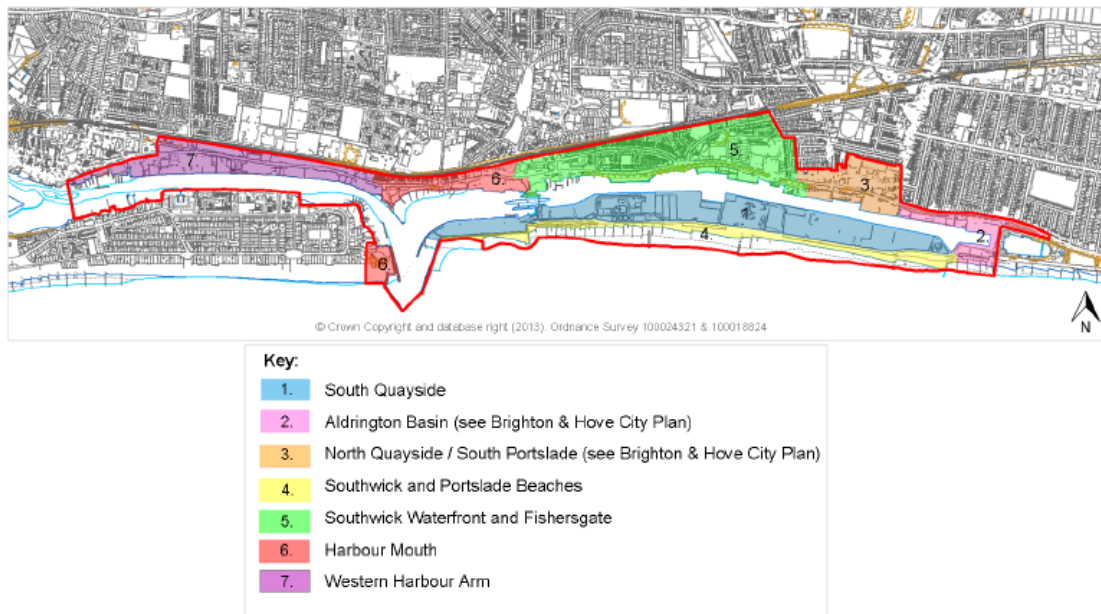 7.
6.
5.
3.
2.
4.
6.
© Crown Copyright and database right (2013). Ordnance Survey 100024321 & 100018824
N
Key:
1. South Quayside
2. Aldrington Basin (see Brighton & Hove City Plan)
3. North Quayside / South Portslade (see Brighton & Hove City Plan)
4. Southwick and Portslade Beaches
5. Southwick Waterfront and Fishersgate
6. Harbour Mouth
7. Western Harbour Arm